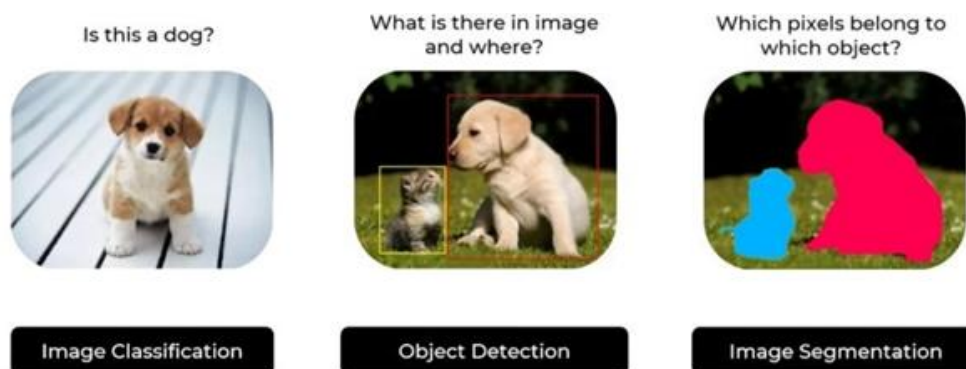 Is this a dog?
What is there in image
and where?
Which pixels belong to
which object?
Image Classification
Object Detection
Image Segmentation